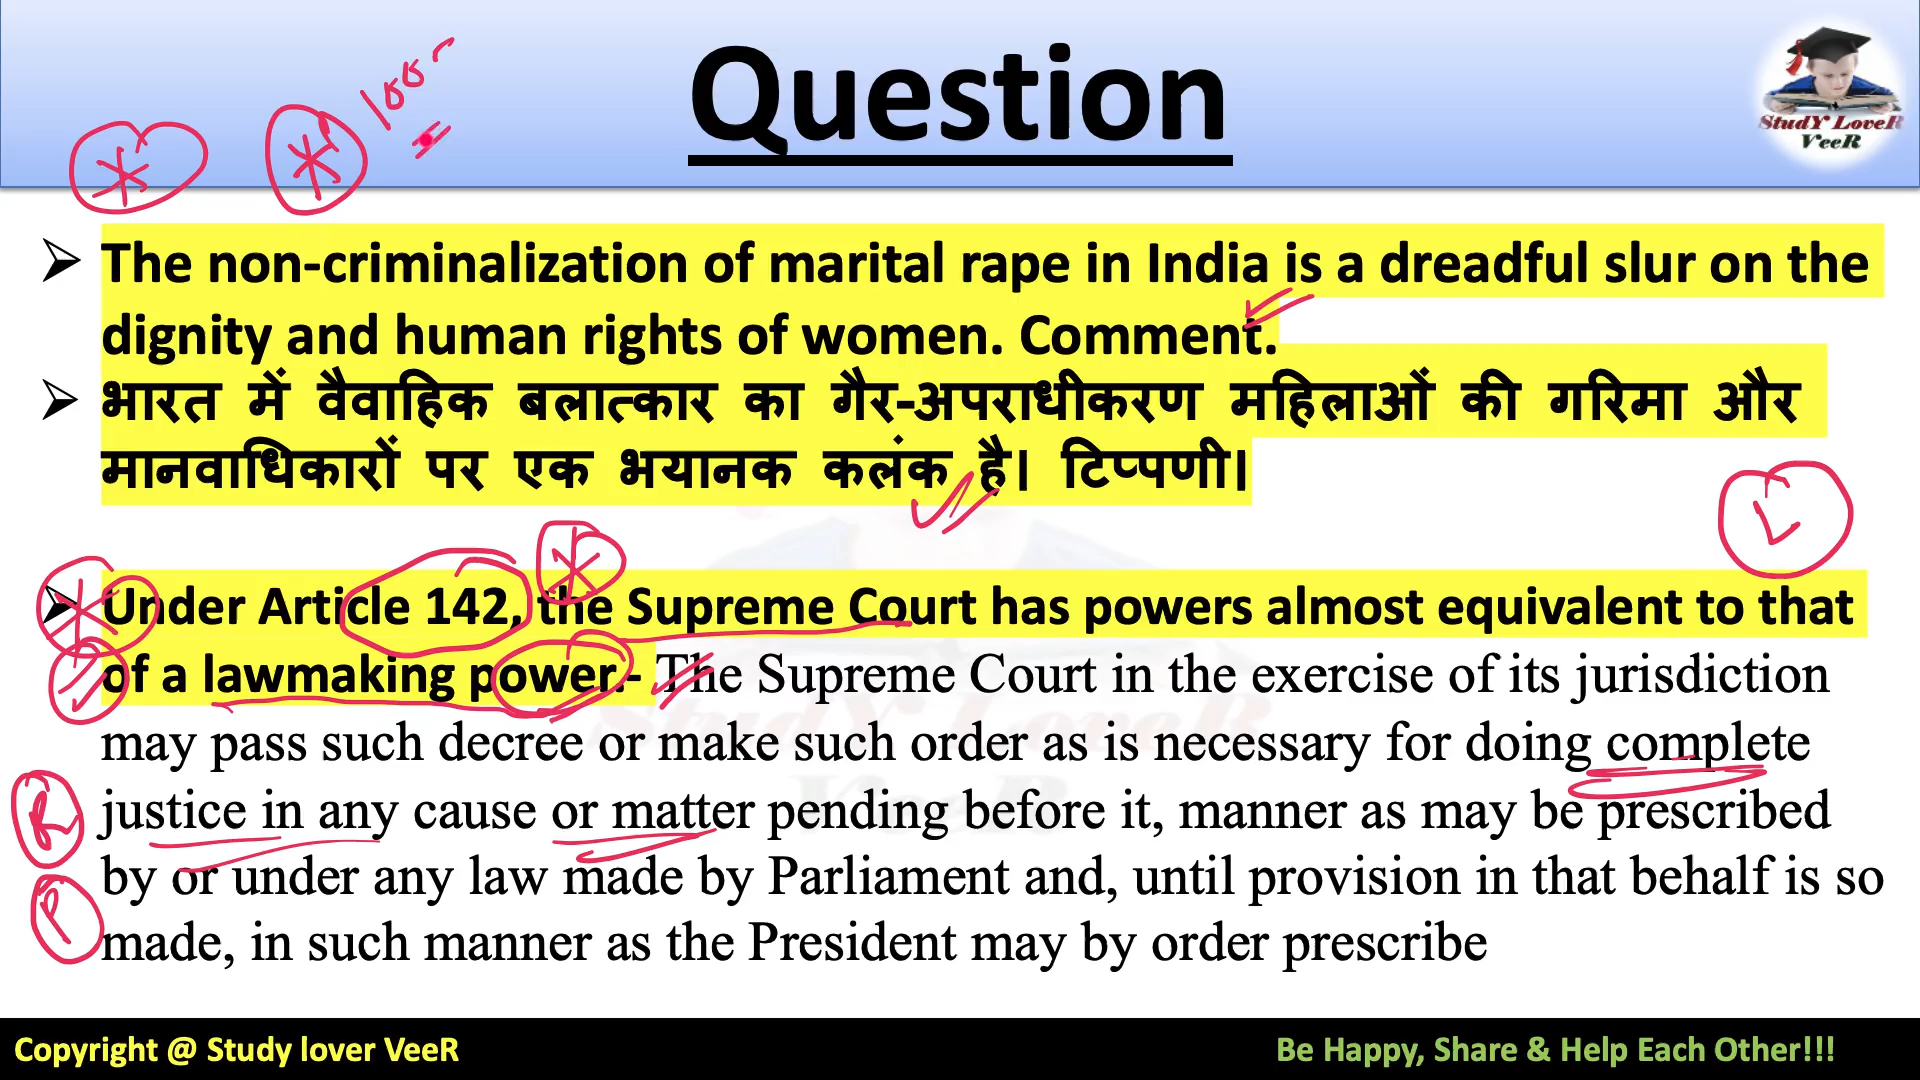 Question
1000
StudY LoveR
VeeR
➢ The non-criminalization of marital rape in India is a dreadful slur on the
dignity and human rights of women. Comment.
➢ भारत में वैवाहिक बलात्कार का गैर-अपराधीकरण महिलाओं की गरिमा और
मानवाधिकारों पर एक भयानक कलंक है। टिप्पणी।
➢ Under Article 142, the Supreme Court has powers almost equivalent to that
of a lawmaking power.- The Supreme Court in the exercise of its jurisdiction
may pass such decree or make such order as is necessary for doing complete
justice in any cause or matter pending before it, manner as may be prescribed
by or under any law made by Parliament and, until provision in that behalf is so
made, in such manner as the President may by order prescribe
R
P
L
StudY LoveR
VeeR
Copyright @ Study lover VeeR
Be Happy, Share & Help Each Other!!!